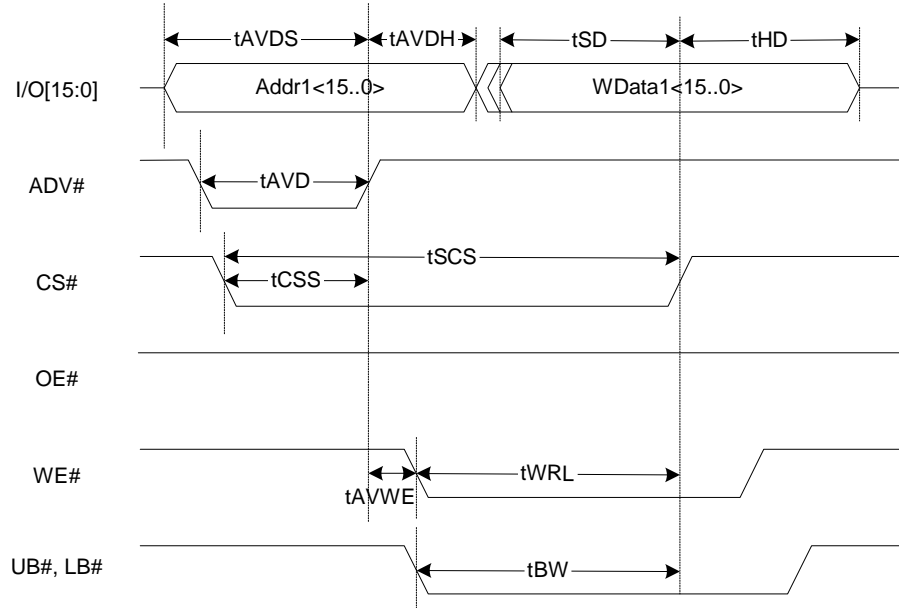 tAVDS tAVDH tSD tHD
I/O[15:0] Addr1<15..0> WData1<15..0>
ADV# tAVD
tSCS
CS# tCSS
OE#
WE# tWRL
tAVWE
UB#, LB# tBW